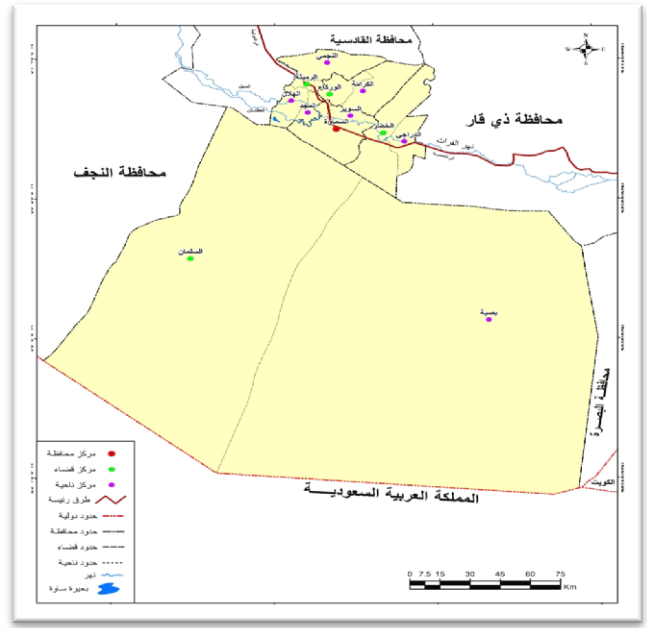 محافظة القادسية
النجمي
الرميثة
الوركاء
الكرامة
الهلال
المجد
السوير
السماوة
الخضر
الدراجي
نهر الفرات
محافظة ذي قار
محافظة النجف
السلمان
بصية
محافظة البصرة
الكويت
المملكة العربية السعوديـــة
N
W
E
S
مركز محافظة
مركز قضاء
مركز ناحية
طرق رئيسة
حدود دولية
حدود محافظة
حدود قضاء
حدود ناحية
نهر
بحيرة ساوة
0 7.5 15 30 45 60 75
Km